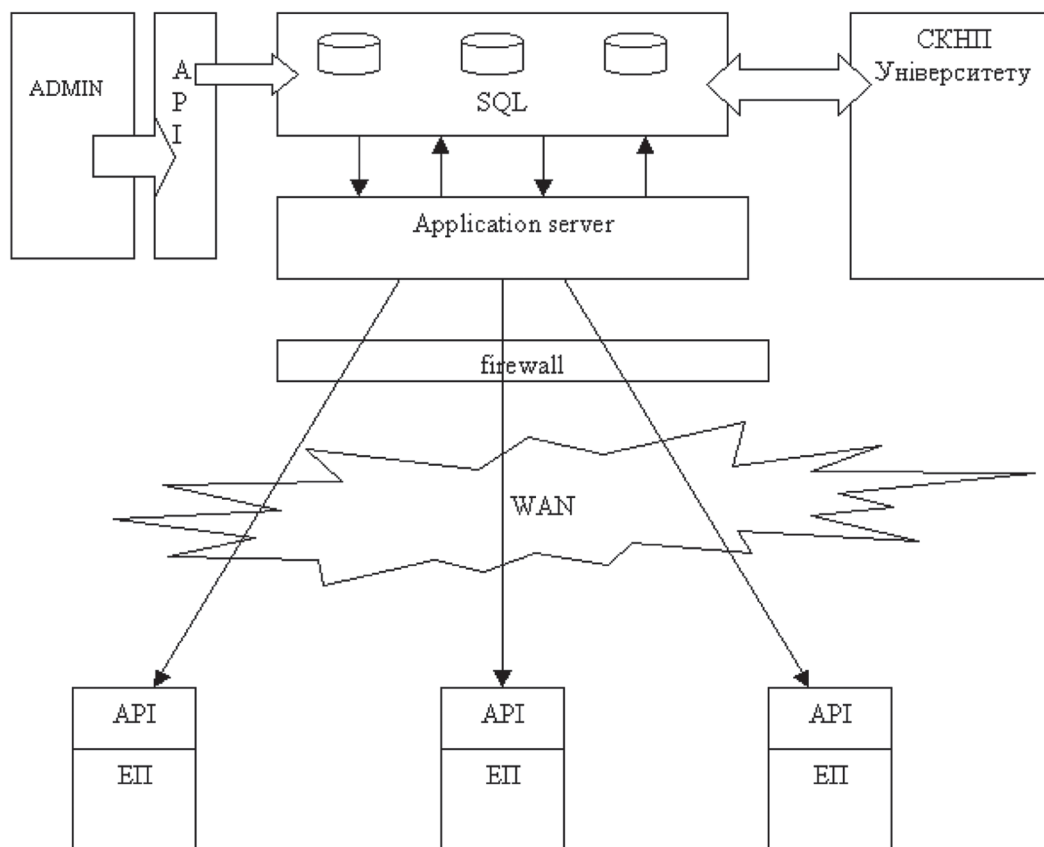 ADMIN
А
Р
І
SQL
СКНП
Університету
Application server
firewall
WAN
API
API
API
ЕП
ЕП
ЕП